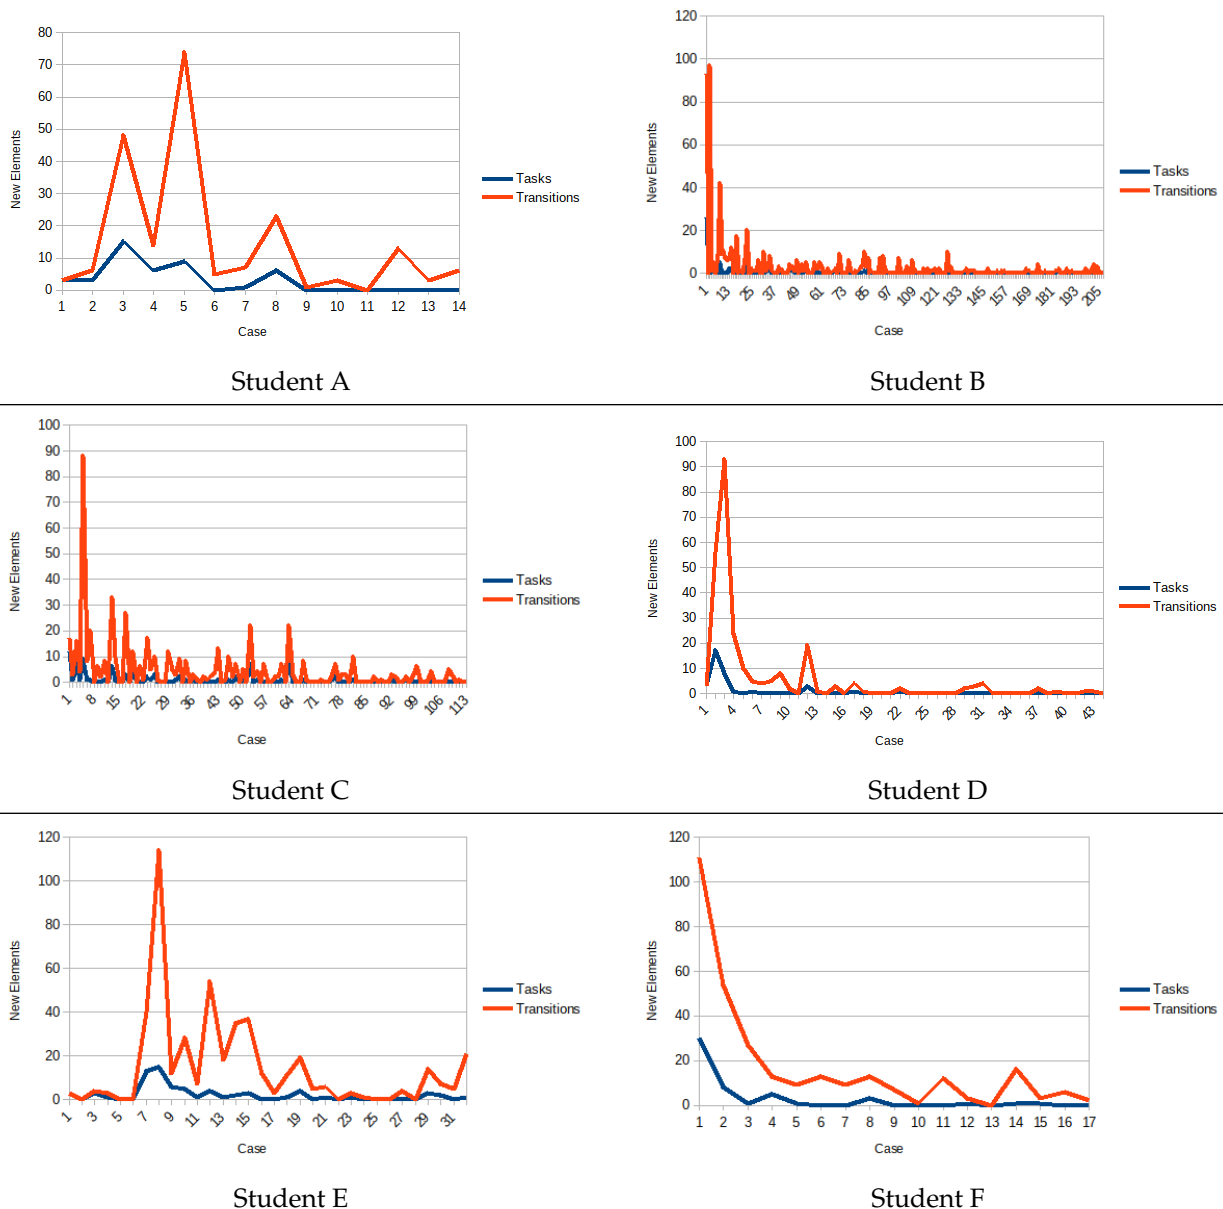 80
70
60
50
40
30
20
10
0
New Elements
1 2 3 4 5 6 7 8 9 10 11 12 13 14
Case
Tasks
Transitions
Student A
120
100
80
60
40
20
0
New Elements
1 13 25 37 49 61 73 85 97 109 121 133 145 157 169 181 193 205
Case
Tasks
Transitions
Student B
100
90
80
70
60
50
40
30
20
10
0
New Elements
1 8 15 22 29 36 43 50 57 64 71 78 85 92 99 106 113
Case
Tasks
Transitions
Student C
100
90
80
70
60
50
40
30
20
10
0
New Elements
1 4 7 10 13 16 19 22 25 28 31 34 37 40 43
Case
Tasks
Transitions
Student D
120
100
80
60
40
20
0
New Elements
1 3 5 7 9 11 13 15 17 19 21 23 25 27 29 31
Case
Tasks
Transitions
Student E
120
100
80
60
40
20
0
New Elements
1 2 3 4 5 6 7 8 9 10 11 12 13 14 15 16 17
Case
Tasks
Transitions
Student F